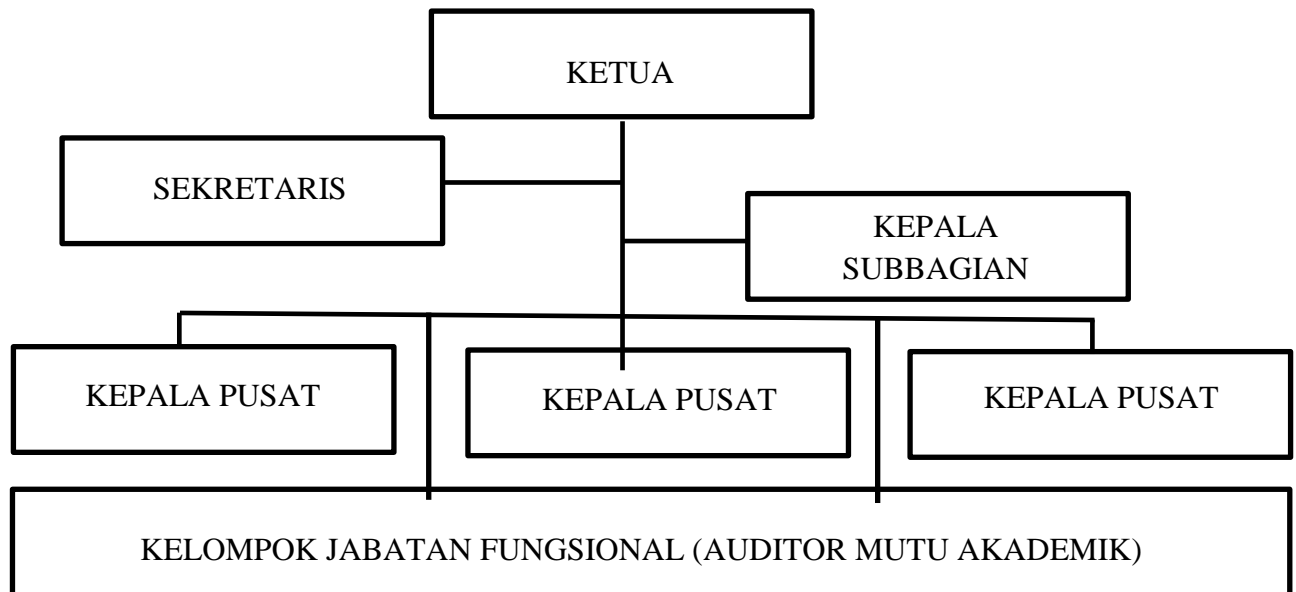 KETUA
SEKRETARIS
KEPALA
SUBBAGIAN
KEPALA PUSAT
KEPALA PUSAT
KEPALA PUSAT
KELOMPOK JABATAN FUNGSIONAL (AUDITOR MUTU AKADEMIK)